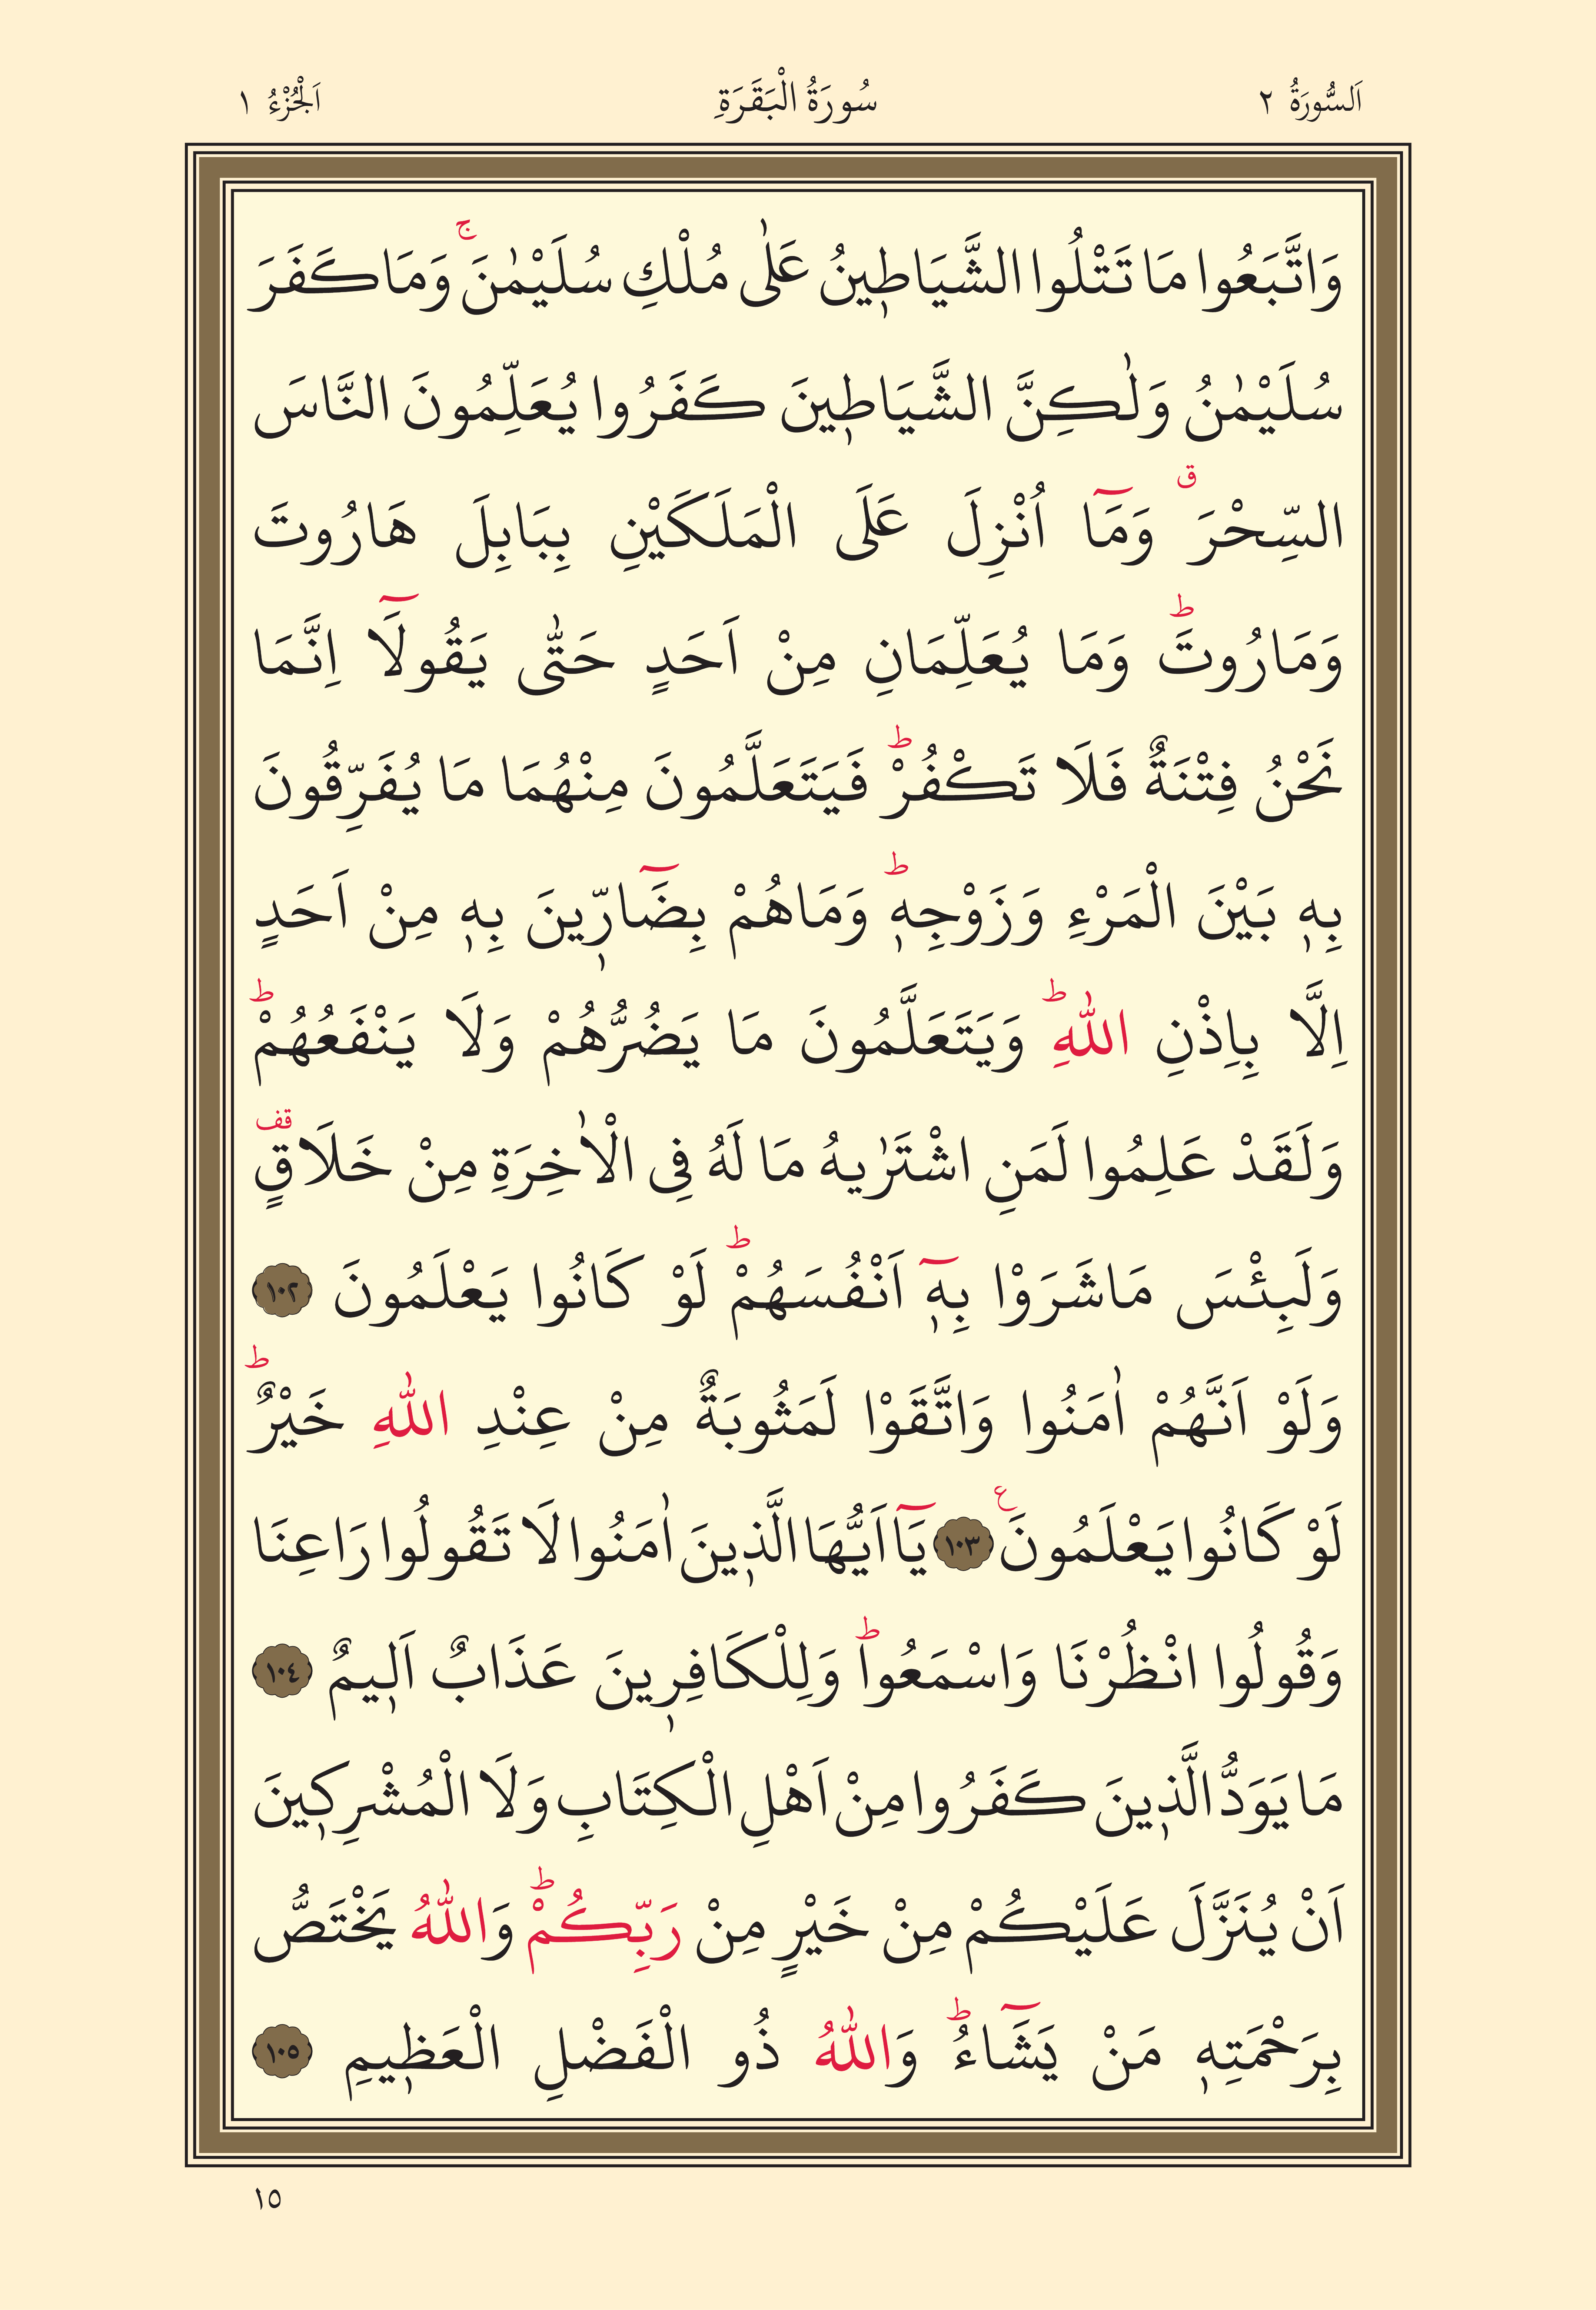 اَلسُّورَةُ ٢ سُورَةُ الْبَقَرَةِ اَلْجُزْءُ ١
وَاتَّبَعُوا مَا تَتْلُوا الشَّيَاطٖينُ عَلٰى مُلْكِ سُلَيْمٰنَۚ وَمَا كَفَرَ
سُلَيْمٰنُ وَلٰكِنَّ الشَّيَاطٖينَ كَفَرُوا يُعَلِّمُونَ النَّاسَ
السِّحْرَ ق وَمَٓا اُنْزِلَ عَلَى الْمَلَكَيْنِ بِبَابِلَ هَارُوتَ
وَمَارُوتَؕ وَمَا يُعَلِّمَانِ مِنْ اَحَدٍ حَتّٰى يَقُولَٓا اِنَّمَا
نَحْنُ فِتْنَةٌ فَلَا تَكْفُرْؕ فَيَتَعَلَّمُونَ مِنْهُمَا مَا يُفَرِّقُونَ
بِهٖ بَيْنَ الْمَرْءِ وَزَوْجِهٖؕ وَمَاهُمْ بِضَٓارّٖينَ بِهٖ مِنْ اَحَدٍ
اِلَّا بِاِذْنِ اللّٰهِؕ وَيَتَعَلَّمُونَ مَا يَضُرُّهُمْ وَلَا يَنْفَعُهُمْؕ
وَلَقَدْ عَلِمُوا لَمَنِ اشْتَرٰيهُ مَا لَهُ فِى الْاٰخِرَةِ مِنْ خَلَاقٍ قف
وَلَبِئْسَ مَاشَرَوْا بِهٖٓ اَنْفُسَهُمْؕ لَوْ كَانُوا يَعْلَمُونَ ١٠٢
وَلَوْ اَنَّهُمْ اٰمَنُوا وَاتَّقَوْا لَمَثُوبَةٌ مِنْ عِنْدِ اللّٰهِ خَيْرٌؕ
لَوْ كَانُوا يَعْلَمُونَ ع ١٠٣ يَٓا اَيُّهَا الَّذٖينَ اٰمَنُوا لَا تَقُولُوا رَاعِنَا
وَقُولُوا انْظُرْنَا وَاسْمَعُواؕ وَلِلْكَافِرٖينَ عَذَابٌ اَلٖيمٌ ١٠٤
مَا يَوَدُّ الَّذٖينَ كَفَرُوا مِنْ اَهْلِ الْكِتَابِ وَلَا الْمُشْرِكٖينَ
اَنْ يُنَزَّلَ عَلَيْكُمْ مِنْ خَيْرٍ مِنْ رَبِّكُمْؕ وَاللّٰهُ يَخْتَصُّ
بِرَحْمَتِهٖ مَنْ يَشَٓاءُؕ وَاللّٰهُ ذُو الْفَضْلِ الْعَظٖيمِ ١٠٥
١٥